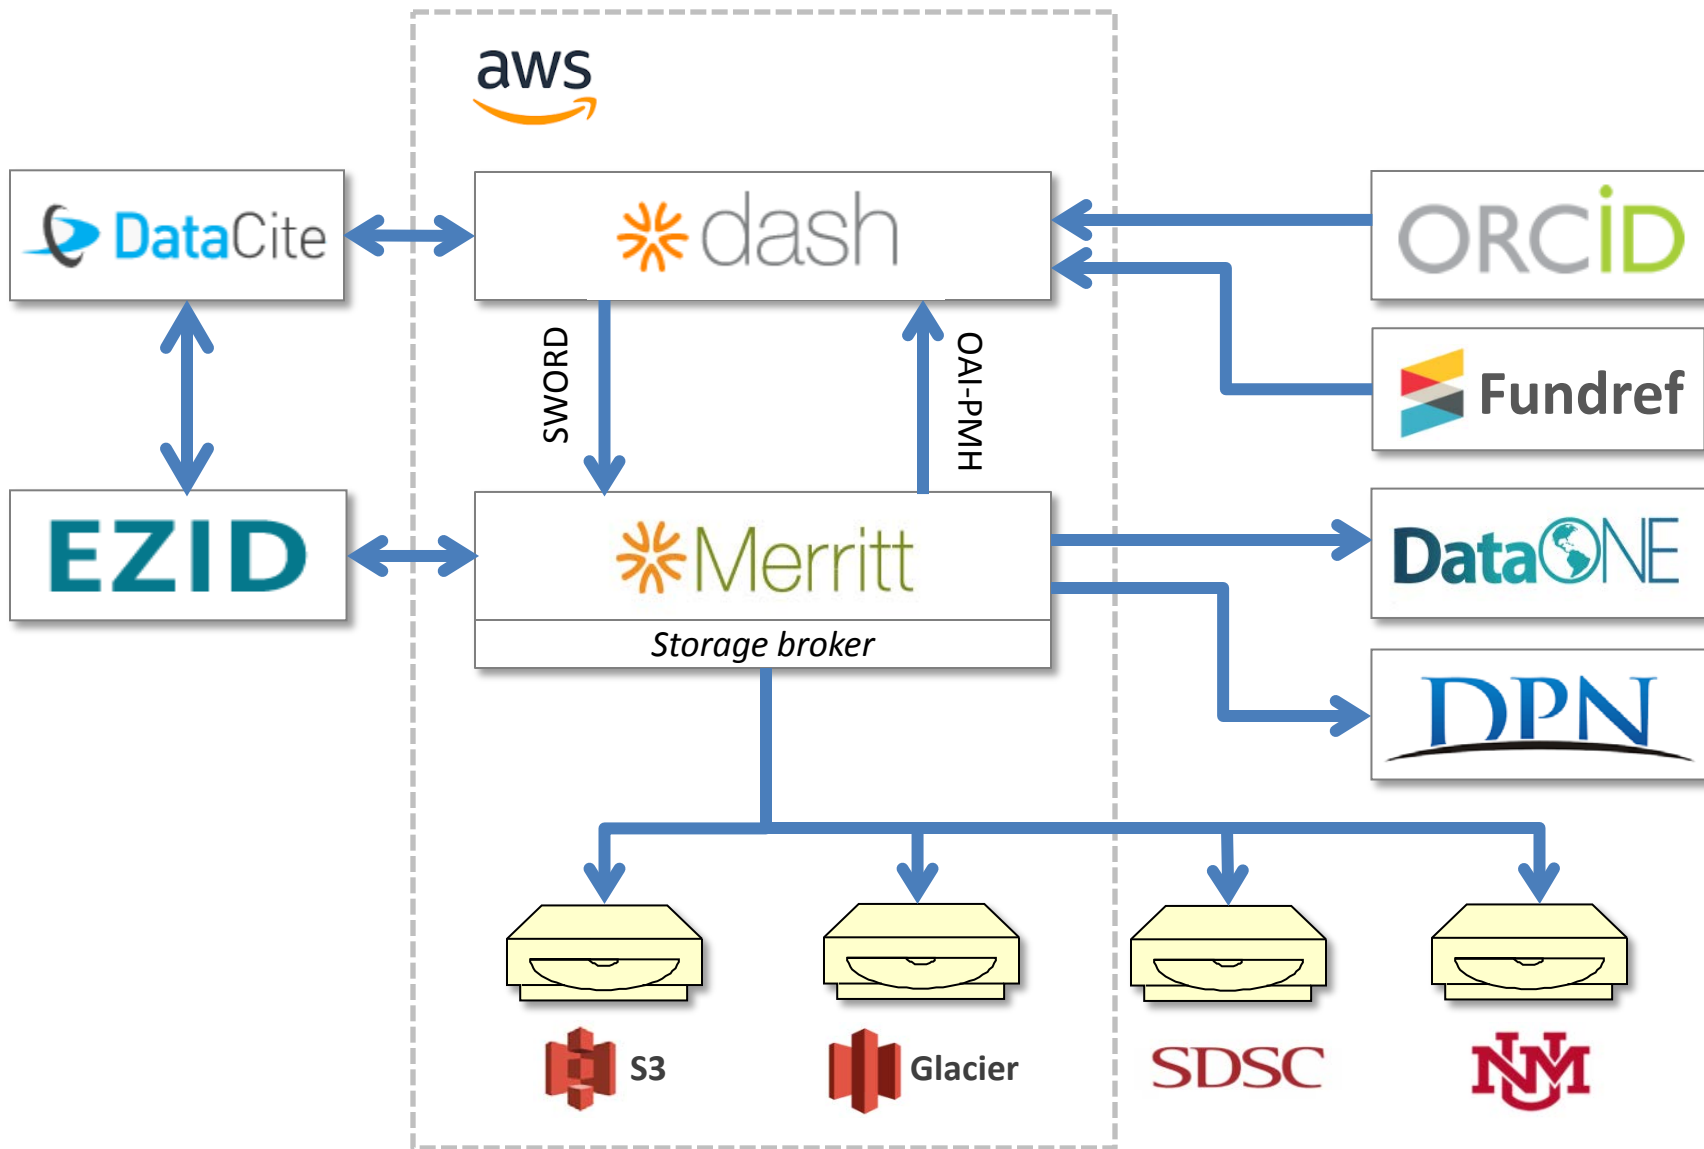 aws
DataCite
dash
ORCiD
SWORD
OAI-PMH
Fundref
EZID
Merritt
DataONE
Storage broker
DPN
S3
Glacier
SDSC
NM